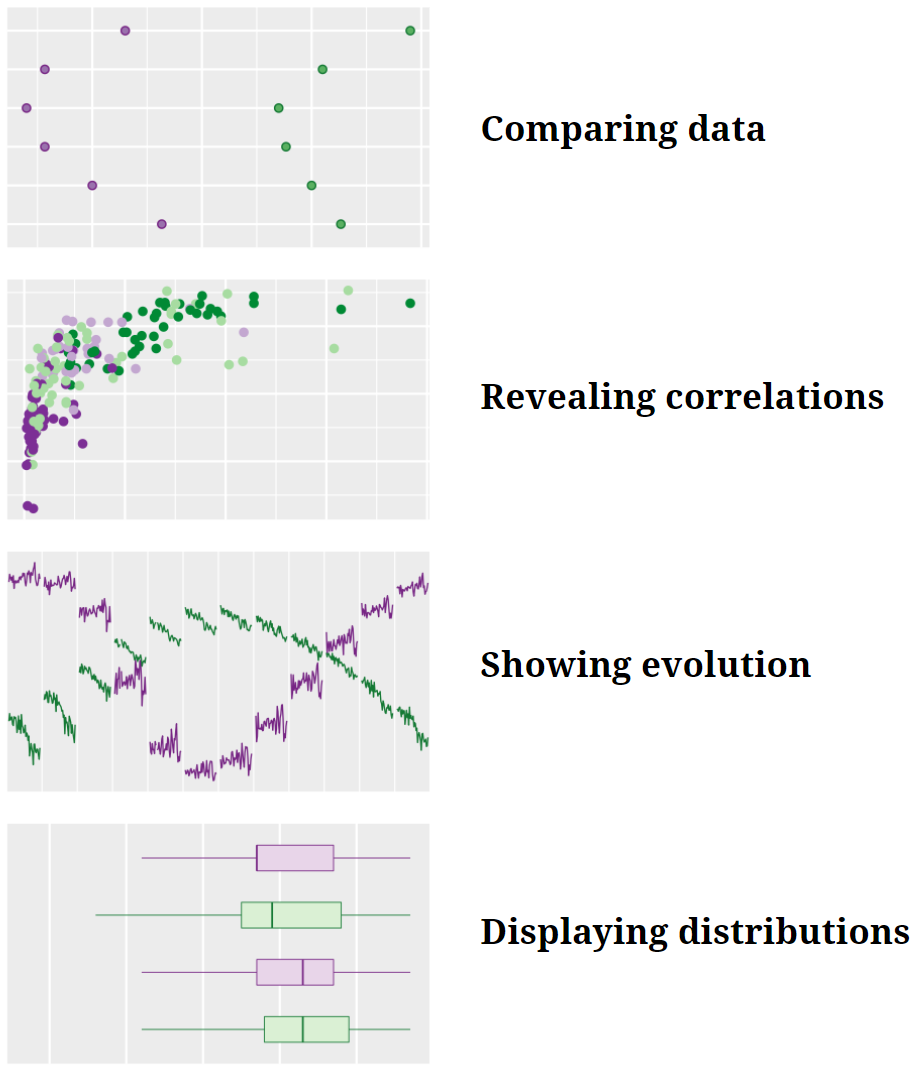 Comparing data
Revealing correlations
Showing evolution
Displaying distributions